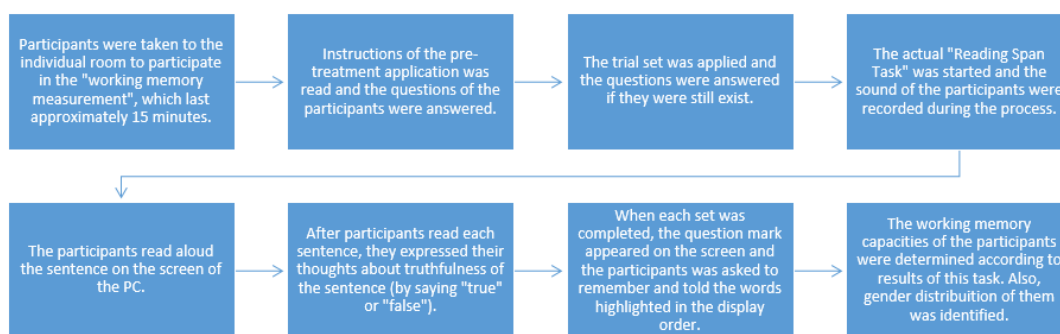 Participants were taken to the
individual room to participate
in the "working memory
measurement", which last
approximately 15 minutes.
Instructions of the pre-
treatment application was
read and the questions of the
participants were answered.
The trial set was applied and
the questions were answered
if they were still exist.
The actual "Reading Span
Task" was started and the
sound of the participants were
recorded during the process.
The participants read aloud
the sentence on the screen of
the PC.
After participants read each
sentence, they expressed their
thoughts about truthfulness of
the sentence (by saying "true"
or "false").
When each set was
completed, the question mark
appeared on the screen and
the participants was asked to
remember and told the words
highlighted in the display
order.
The working memory
capacities of the participants
were determined according to
results of this task. Also,
gender distribuition of them
was identified.